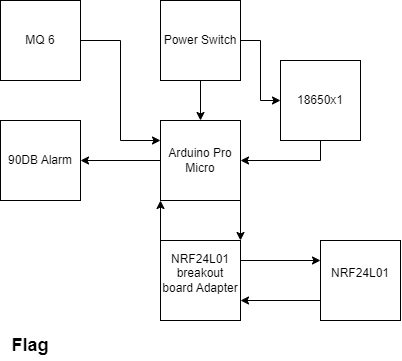 MQ 6
Power Switch
18650x1
90DB Alarm
Arduino Pro
Micro
NRF24L01
breakout
board Adapter
NRF24L01
Flag